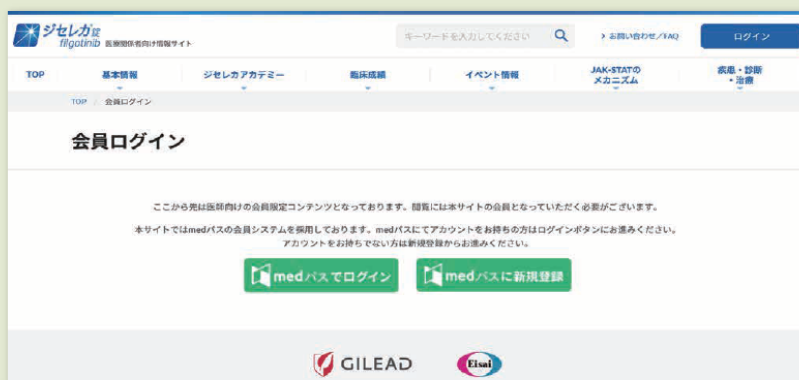 ジセレカ錠
filgotinib 医療関係者向け情報サイト
キーワードを入力してください
お問い合わせ/FAQ
ログイン
TOP
基本情報
ジセレカアカデミー
臨床成績
イベント情報
JAK-STATの
メカニズム
疾患・診断
・治療
TOP / 会員ログイン
会員ログイン
ここから先は医師向けの会員限定コンテンツとなっております。閲覧には本サイトの会員となっていただく必要がございます。
本サイトではmedパスの会員システムを採用しております。medパスにてアカウントをお持ちの方はログインボタンにお進みください。
アカウントをお持ちでない方は新規登録からお進みください。
medパスでログイン
medパスに新規登録
GILEAD
Eisai